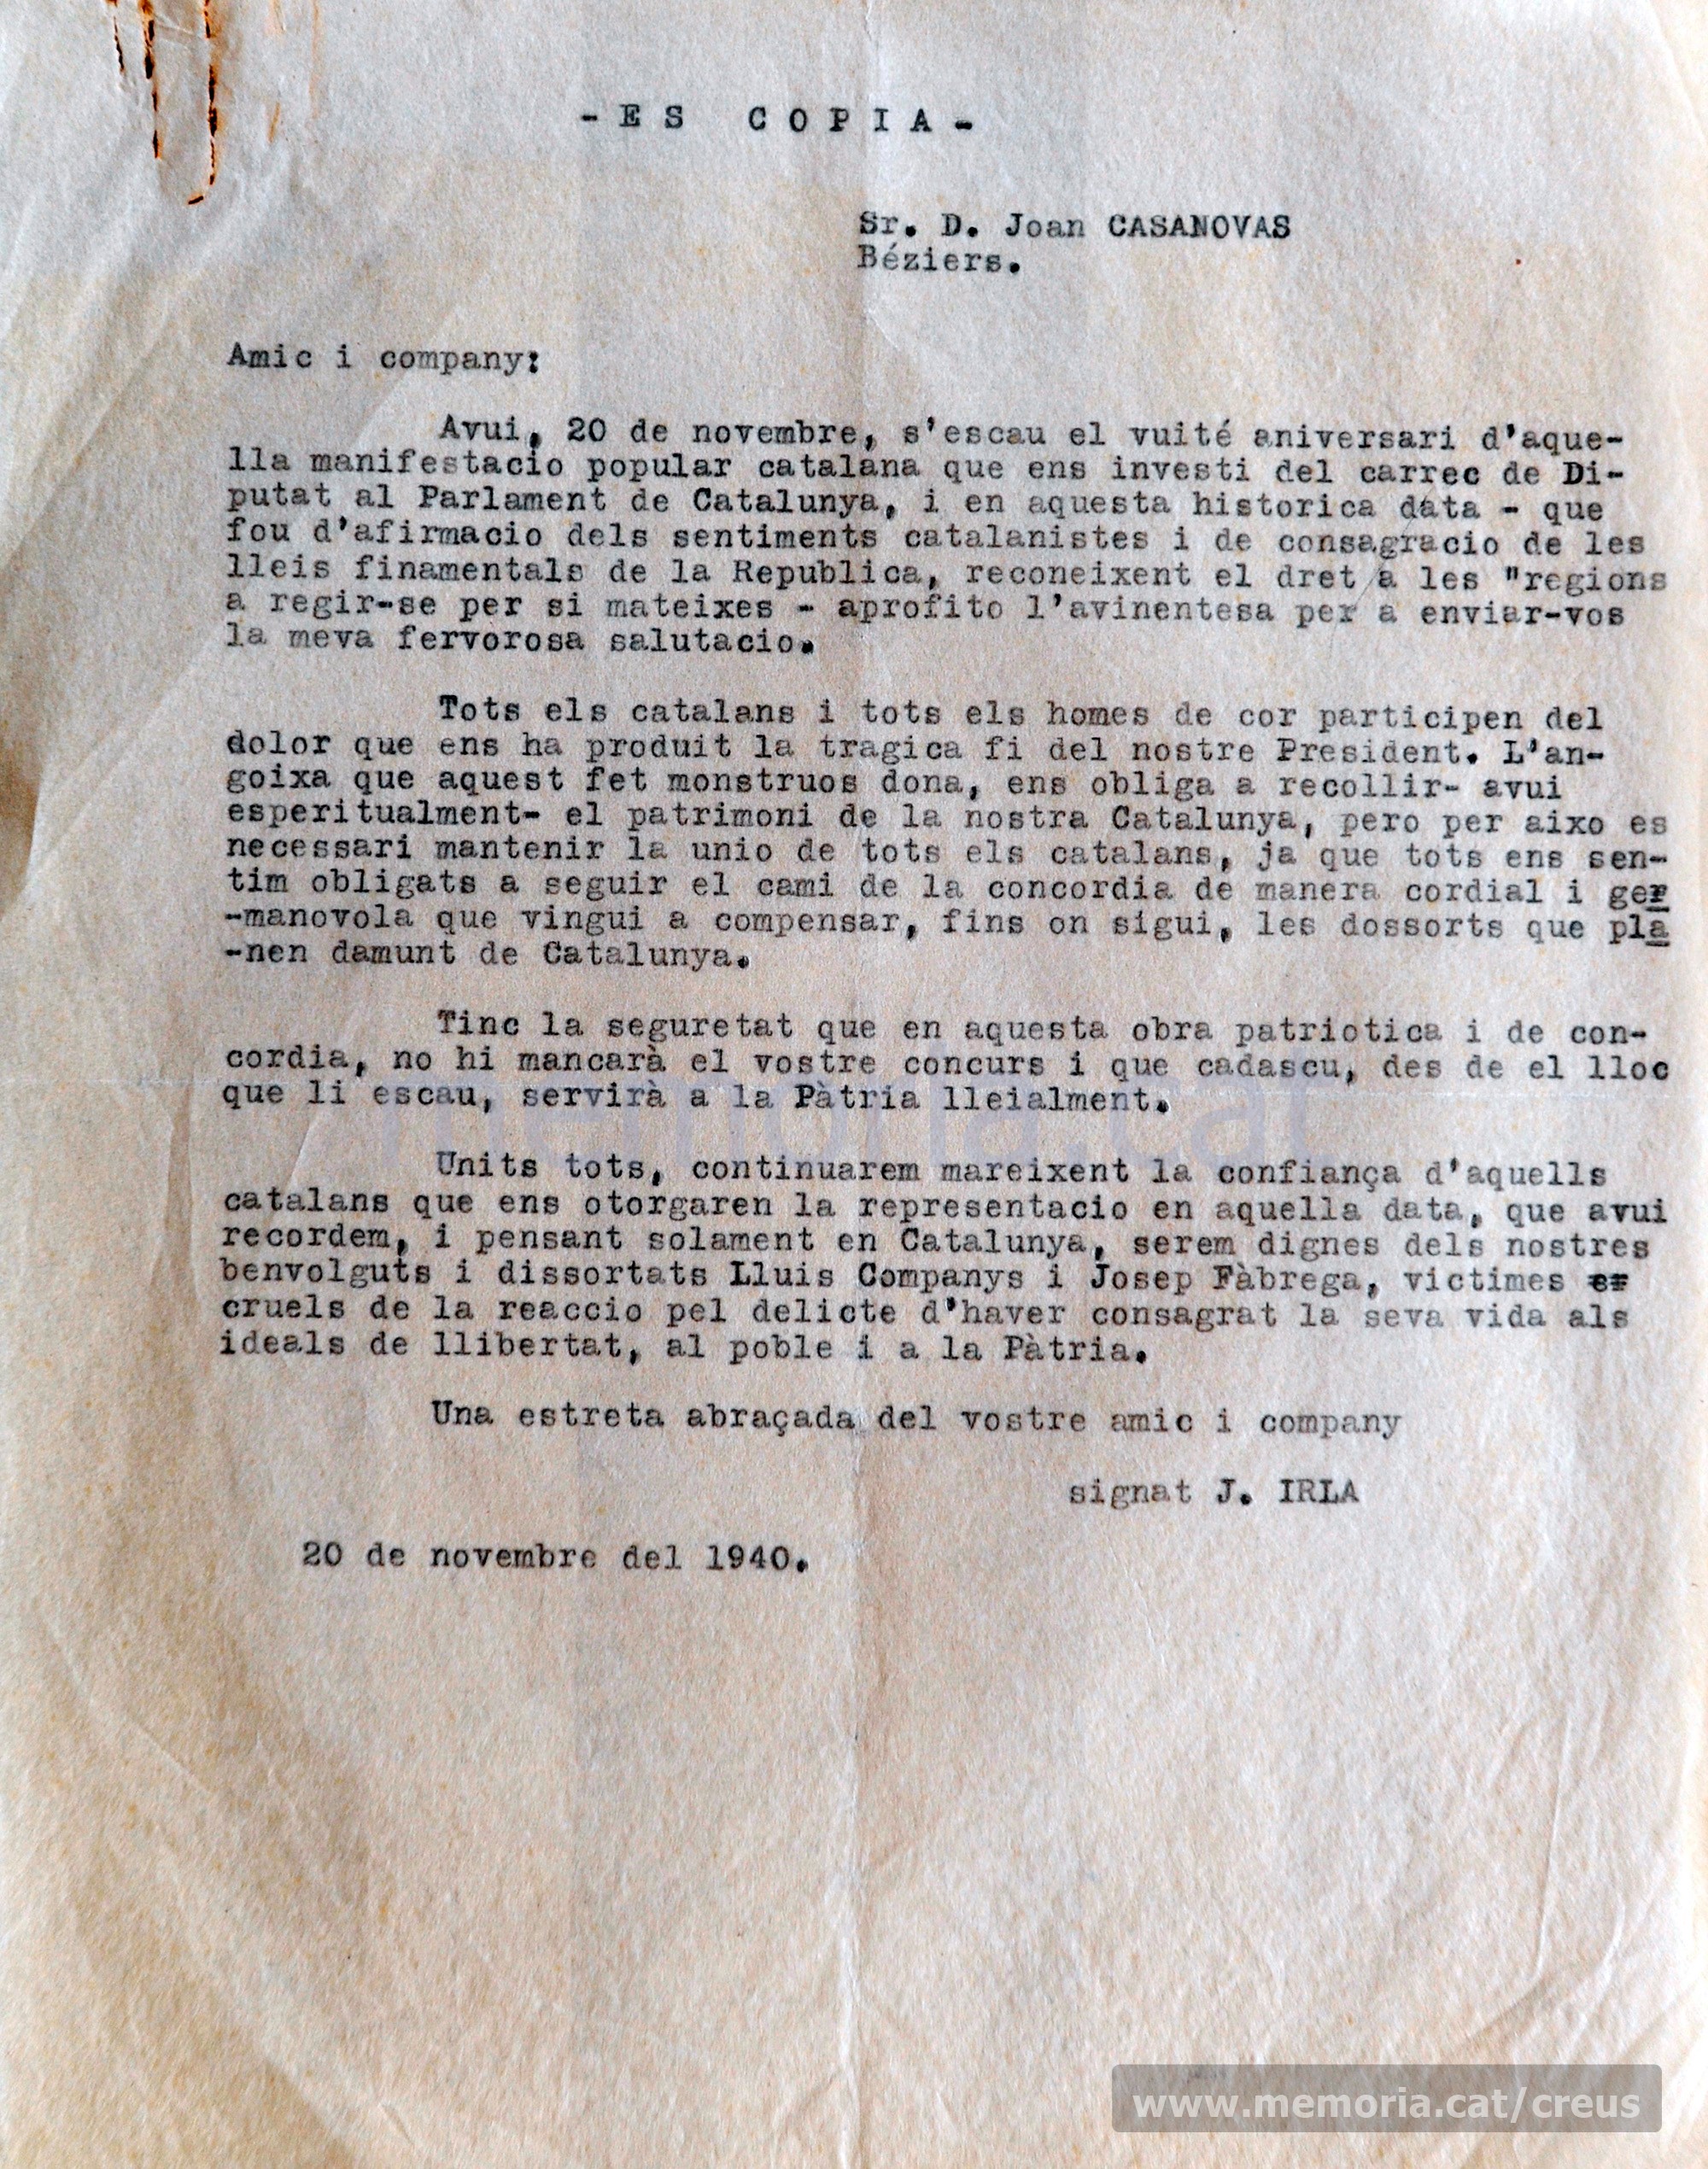 - E S   C O P I A -
Sr. D. Joan CASANOVAS
Béziers.
Amic i company:
Avui, 20 de novembre, s'escau el vuité aniversari d'aque-
lla manifestacio popular catalana que ens investi del carrec de Di-
putat al Parlament de Catalunya, i en aquesta historica data - que
fou d'afirmacio dels sentiments catalanistes i de consagracio de les
lleis finamentals de la Republica, reconeixent el dret a les "regions
a regir-se per si mateixes - aprofito l'avinentesa per a enviar-vos
la meva fervorosa salutacio.
Tots els catalans i tots els homes de cor participen del
dolor que ens ha produit la tragica fi del nostre President. L'an-
goixa que aquest fet monstruos dona, ens obliga a recollir- avui
esperitualment- el patrimoni de la nostra Catalunya, pero per aixo es
necessari mantenir la unio de tots els catalans, ja que tots ens sen-
tim obligats a seguir el cami de la concordia de manera cordial i ger
-manovola que vingui a compensar, fins on sigui, les dossorts que pla
-nen damunt de Catalunya.
Tinc la seguretat que en aquesta obra patriotica i de con-
cordia, no hi mancarà el vostre concurs i que cadascu, des de el lloc
que li escau, servirà a la Pàtria lleialment.
Units tots, continuarem mareixent la confiança d'aquells
catalans que ens otorgaren la representacio en aquella data, que avui
recordem, i pensant solament en Catalunya, serem dignes dels nostres
benvolguts i dissortats Lluis Companys i Josep Fàbrega, victimes
cruels de la reaccio pel delicte d'haver consagrat la seva vida als
ideals de llibertat, al poble i a la Pàtria.
Una estreta abraçada del vostre amic i company
signat J. IRLA
20 de novembre del 1940.
memoria.cat
www.memoria.cat/creus